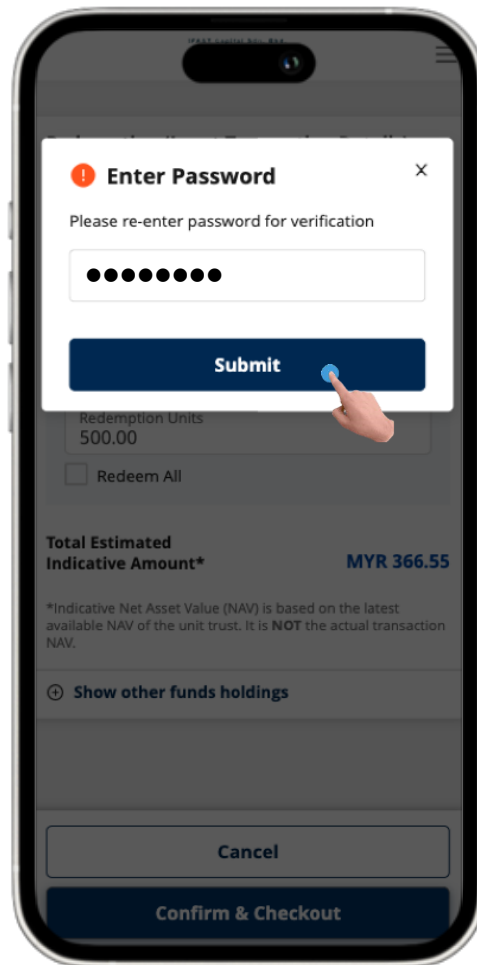 Enter Password
Please re-enter password for verification
Submit
Redemption Units
500.00
Redeem All
Total Estimated
Indicative Amount*
MYR 366.55
*Indicative Net Asset Value (NAV) is based on the latest
available NAV of the unit trust. It is NOT the actual transaction
NAV.
Show other funds holdings
Cancel
Confirm & Checkout